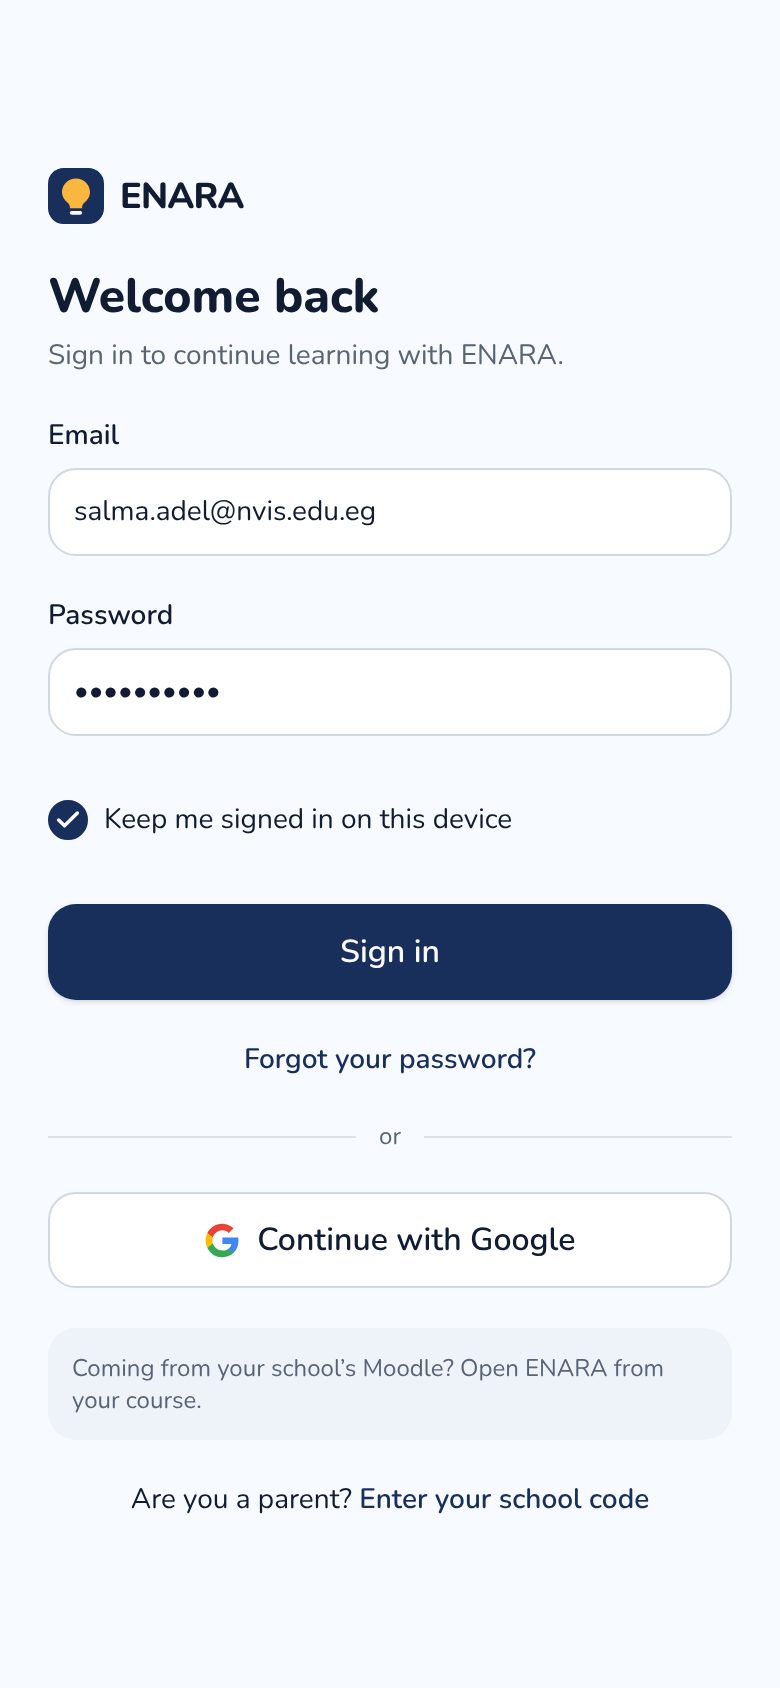 ENARA
Welcome back
Sign in to continue learning with ENARA.
Email
salma.adel@nvis.edu.eg
Password
••••••••••
Keep me signed in on this device
Sign in
Forgot your password?
or
Continue with Google
Coming from your school’s Moodle? Open ENARA from
your course.
Are you a parent? Enter your school code